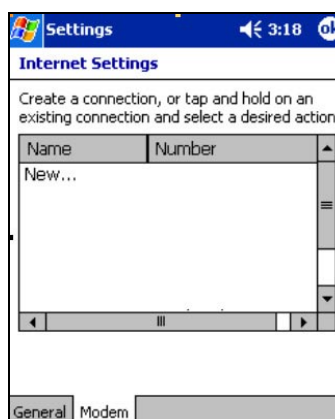 Settings 3:18 ok
Internet Settings
Create a connection, or tap and hold on an
existing connection and select a desired action
Name Number
New...
General Modem